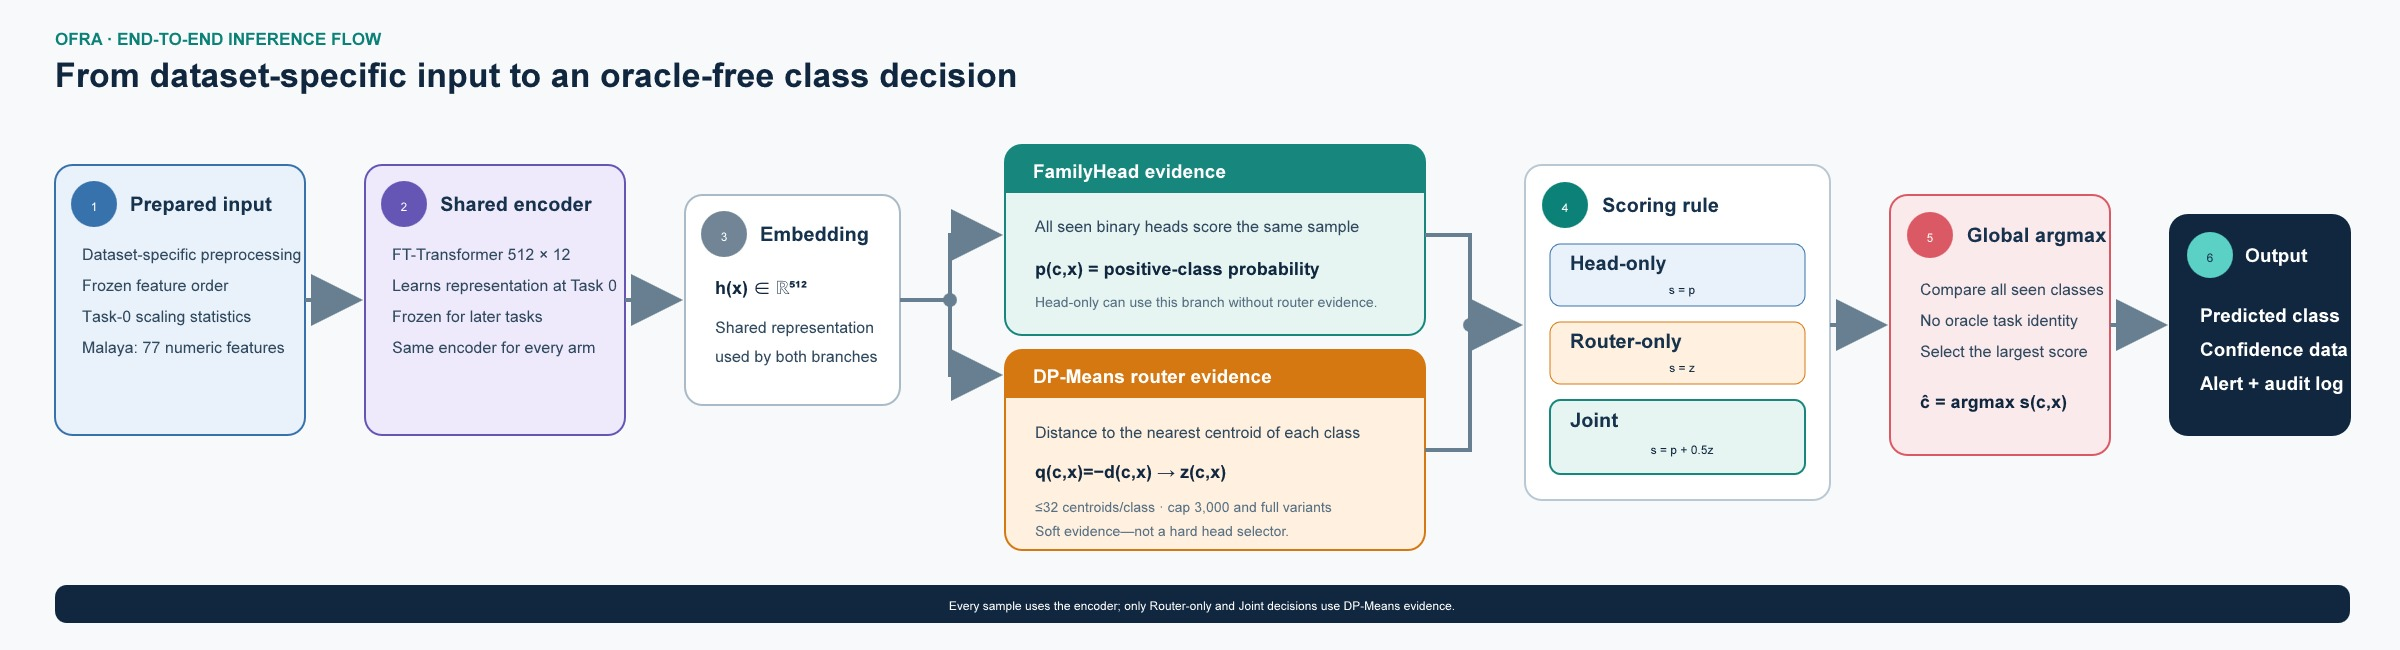 OFRA · END-TO-END INFERENCE FLOW
From dataset-specific input to an oracle-free class decision
1
Prepared input
Dataset-specific preprocessing
Frozen feature order
Task-0 scaling statistics
Malaya: 77 numeric features
2
Shared encoder
FT-Transformer 512 × 12
Learns representation at Task 0
Frozen for later tasks
Same encoder for every arm
3
Embedding
h(x) ∈ ℝ⁵¹²
Shared representation
used by both branches
FamilyHead evidence
All seen binary heads score the same sample
p(c,x) = positive-class probability
Head-only can use this branch without router evidence.
DP-Means router evidence
Distance to the nearest centroid of each class
q(c,x)=−d(c,x) → z(c,x)
≤32 centroids/class · cap 3,000 and full variants
Soft evidence—not a hard head selector.
4
Scoring rule
Head-only
s = p
Router-only
s = z
Joint
s = p + 0.5z
5
Global argmax
Compare all seen classes
No oracle task identity
Select the largest score
ĉ = argmax s(c,x)
6
Output
Predicted class
Confidence data
Alert + audit log
Every sample uses the encoder; only Router-only and Joint decisions use DP-Means evidence.